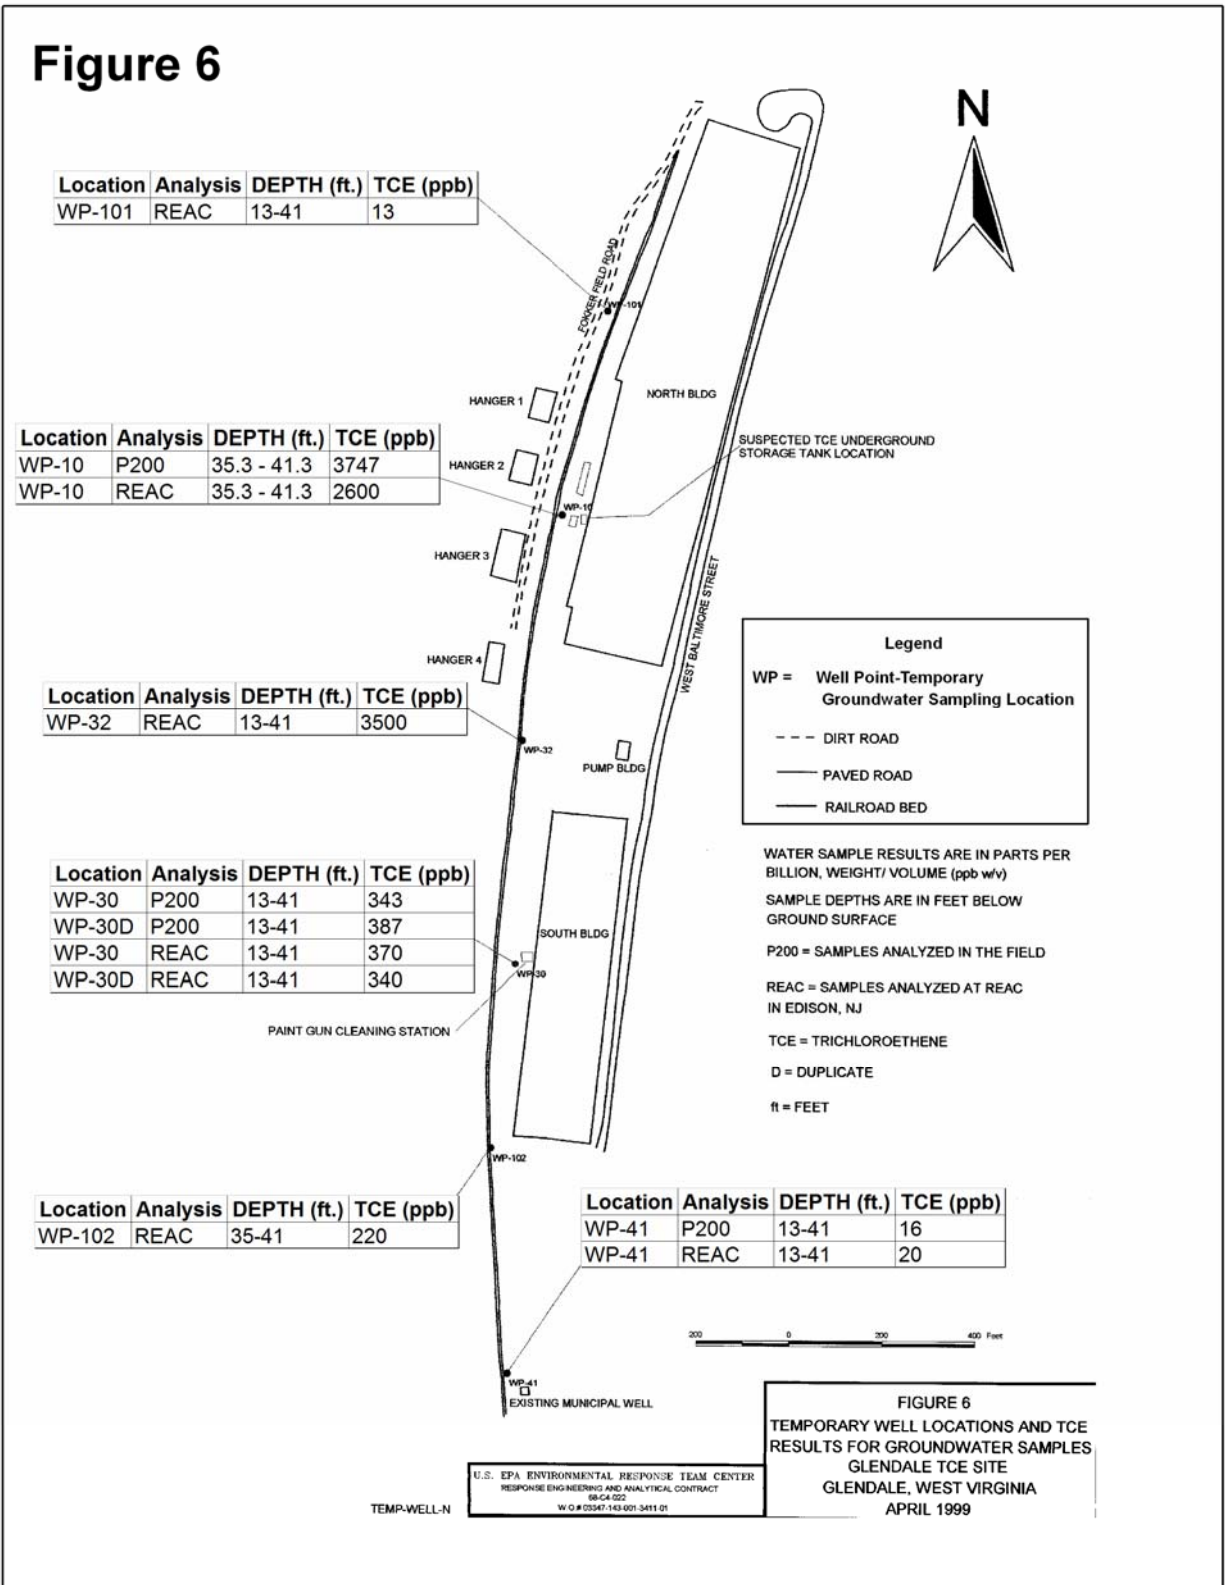 Figure 6
N
Location Analysis DEPTH (ft.) TCE (ppb)
WP-101 REAC 13-41 13
FOKKER FIELD ROAD
WP-101
HANGER 1
NORTH BLDG
Location Analysis DEPTH (ft.) TCE (ppb)
WP-10 P200 35.3 - 41.3 3747
WP-10 REAC 35.3 - 41.3 2600
HANGER 2
SUSPECTED TCE UNDERGROUND
STORAGE TANK LOCATION
WP-10
HANGER 3
WEST BALTIMORE STREET
HANGER 4
Legend
WP = Well Point-Temporary
Groundwater Sampling Location
DIRT ROAD
PAVED ROAD
RAILROAD BED
Location Analysis DEPTH (ft.) TCE (ppb)
WP-32 REAC 13-41 3500
WP-32
PUMP BLDG
WATER SAMPLE RESULTS ARE IN PARTS PER
BILLION, WEIGHT/ VOLUME (ppb w/v)
SAMPLE DEPTHS ARE IN FEET BELOW
GROUND SURFACE
P200 = SAMPLES ANALYZED IN THE FIELD
REAC = SAMPLES ANALYZED AT REAC
IN EDISON, NJ
TCE = TRICHLOROETHENE
D = DUPLICATE
ft = FEET
Location Analysis DEPTH (ft.) TCE (ppb)
WP-30 P200 13-41 343
WP-30D P200 13-41 387
WP-30 REAC 13-41 370
WP-30D REAC 13-41 340
SOUTH BLDG
WP-30
PAINT GUN CLEANING STATION
WP-102
Location Analysis DEPTH (ft.) TCE (ppb)
WP-102 REAC 35-41 220
Location Analysis DEPTH (ft.) TCE (ppb)
WP-41 P200 13-41 16
WP-41 REAC 13-41 20
200 0 200 400 Feet
WP-41
EXISTING MUNICIPAL WELL
FIGURE 6
TEMPORARY WELL LOCATIONS AND TCE
RESULTS FOR GROUNDWATER SAMPLES
GLENDALE TCE SITE
GLENDALE, WEST VIRGINIA
APRIL 1999
U.S. EPA ENVIRONMENTAL RESPONSE TEAM CENTER
RESPONSE ENGINEERING AND ANALYTICAL CONTRACT
68-C4-022
W.O.# 03347-143-001-3411-01
TEMP-WELL-N